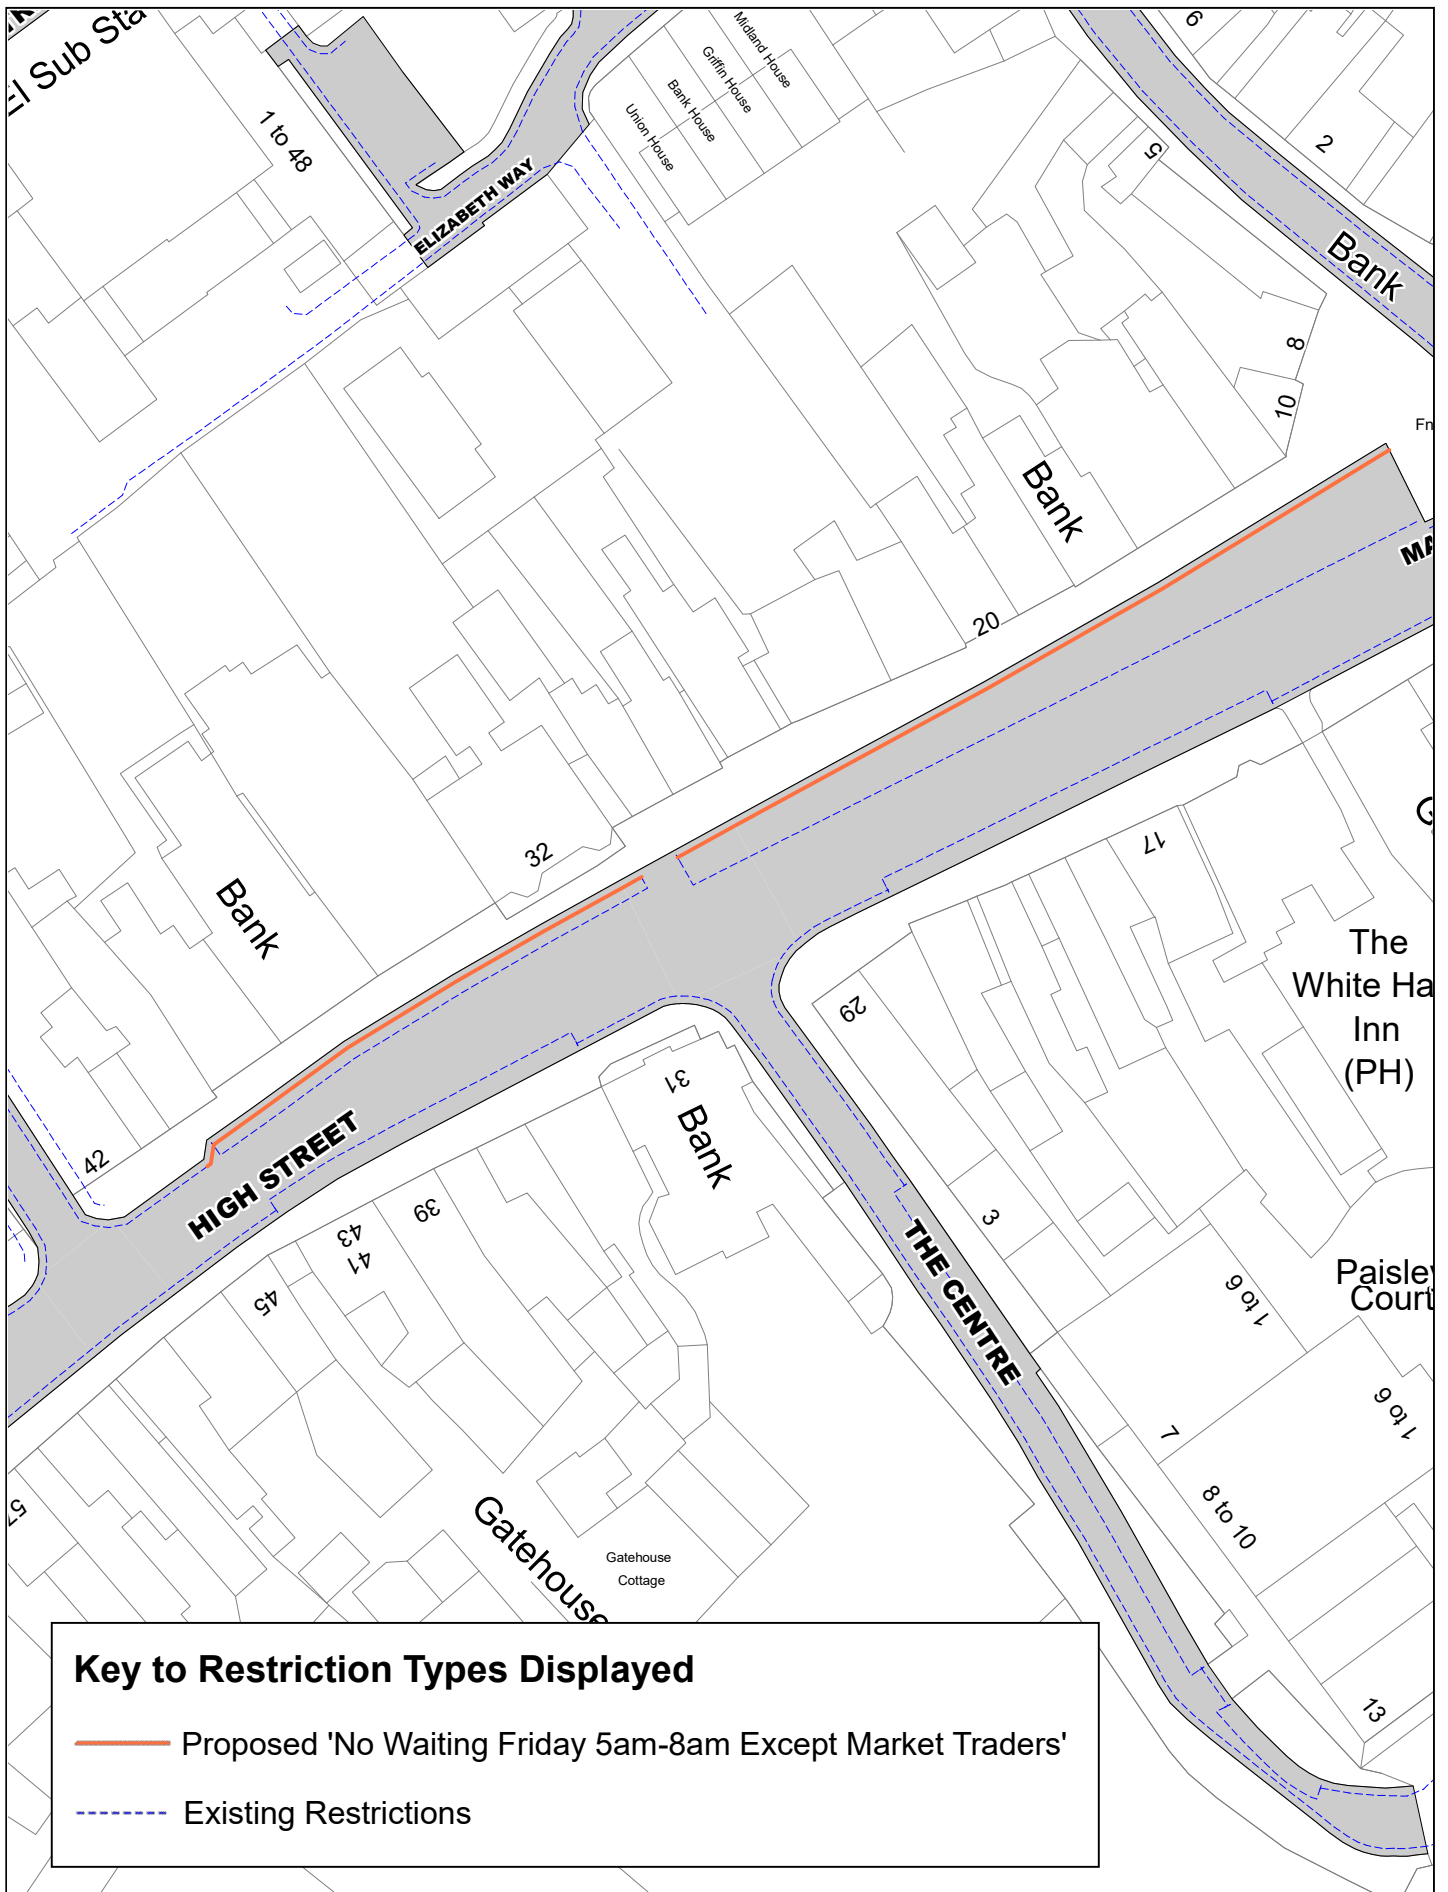 El Sub Sta
1 to 48
ELIZABETH WAY
Union House
Bank House
Griffin House
Midland House
6
2
5
Bank
8
10
Fn
Bank
MA
20
32
17
Bank
The
White Ha
Inn
(PH)
29
31
Bank
42
HIGH STREET
39
43
41
45
3
THE CENTRE
1 to 6
Paisley
Court
1 to 6
7
8 to 10
57
Gatehouse
Gatehouse
Cottage
13
Key to Restriction Types Displayed
Proposed 'No Waiting Friday 5am-8am Except Market Traders'
Existing Restrictions